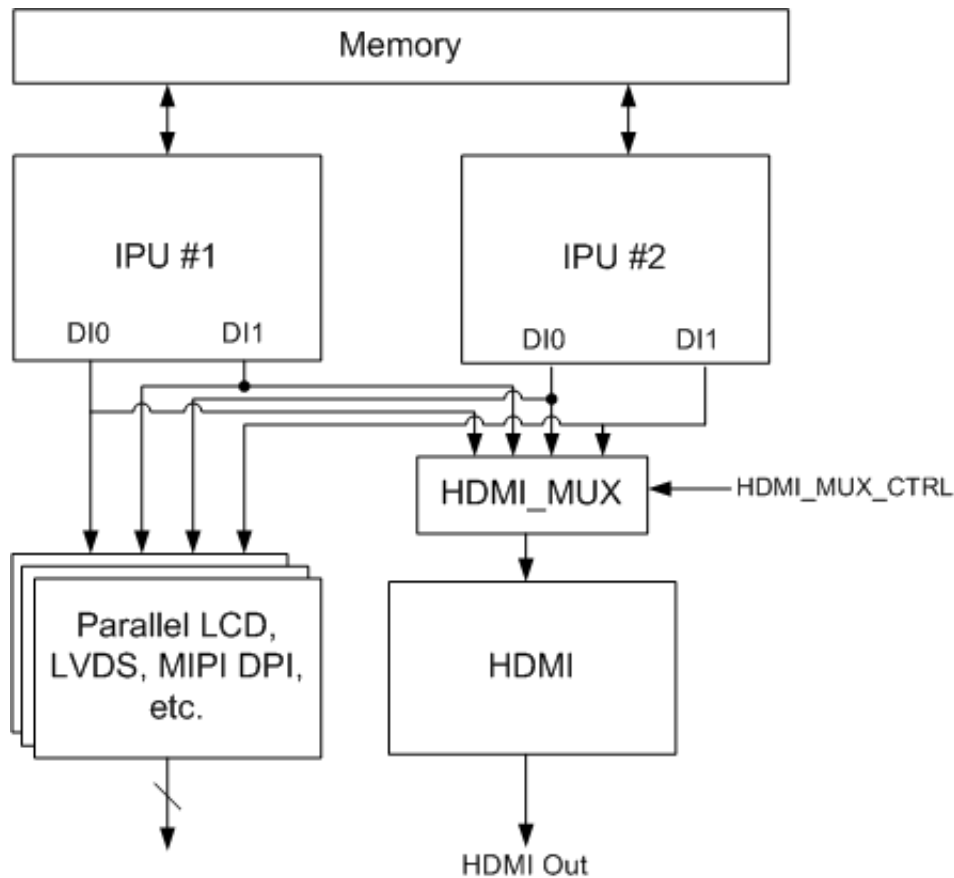 Memory
IPU #1
IPU #2
DI0
DI1
DI0
DI1
HDMI_MUX
HDMI_MUX_CTRL
Parallel LCD,
LVDS, MIPI DPI,
etc.
HDMI
HDMI Out